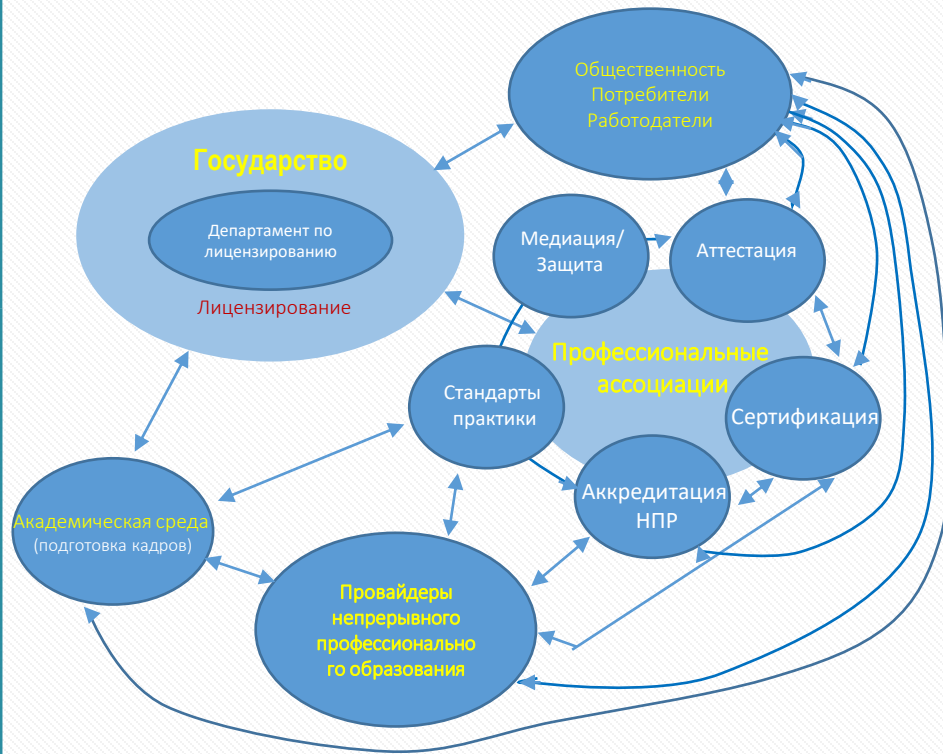 Общественность
Потребители
Работодатели
Государство
Департамент по
лицензированию
Лицензирование
Медиация/
Защита
Аттестация
Профессиональные
ассоциации
Стандарты
практики
Сертификация
Аккредитация
НПР
Академическая среда
(подготовка кадров)
Провайдеры
непрерывного
профессионально
го образования